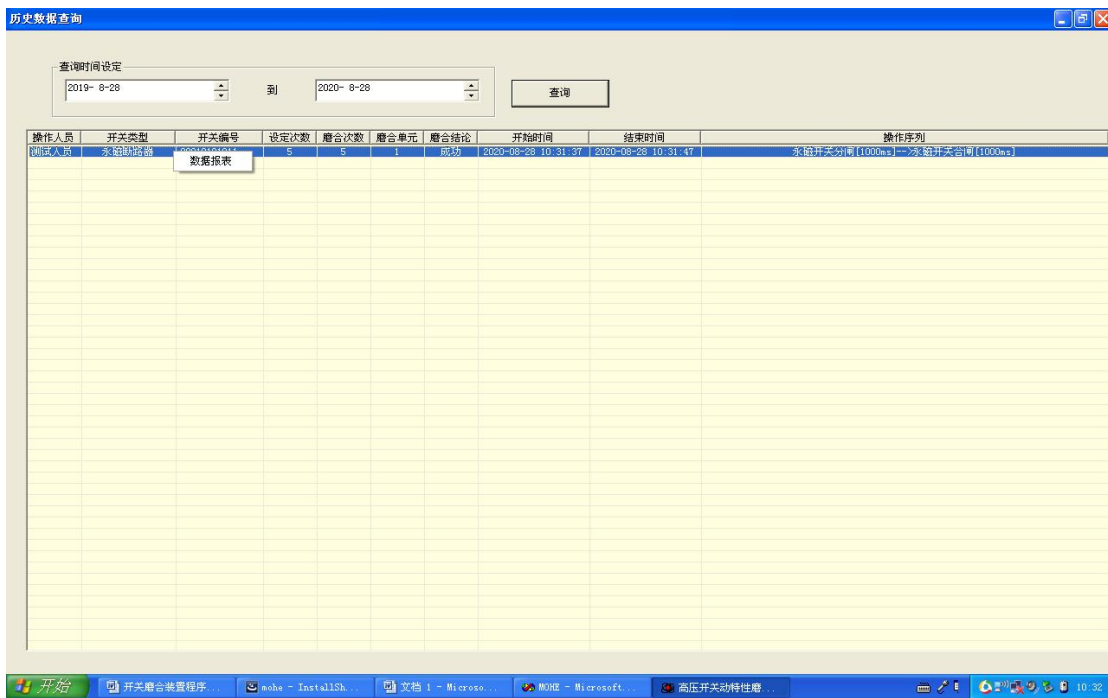 历史数据查询
查询时间设定
2019- 8-28 到 2020- 8-28 查询
操作人员 开关类型 开关编号 设定次数 磨合次数 磨合单元 磨合结论 开始时间 结束时间 操作序列
测试人员 永磁断路器 5 5 1 成功 2020-08-28 10:31:37 2020-08-28 10:31:47 永磁开关分闸[1000ms]-->永磁开关合闸[1000ms]
数据报表
开始 开关磨合装置程序... mohe - InstallSh... 文档 1 - Microso... MOHE - Microsoft... 高压开关动特性磨... 10:32